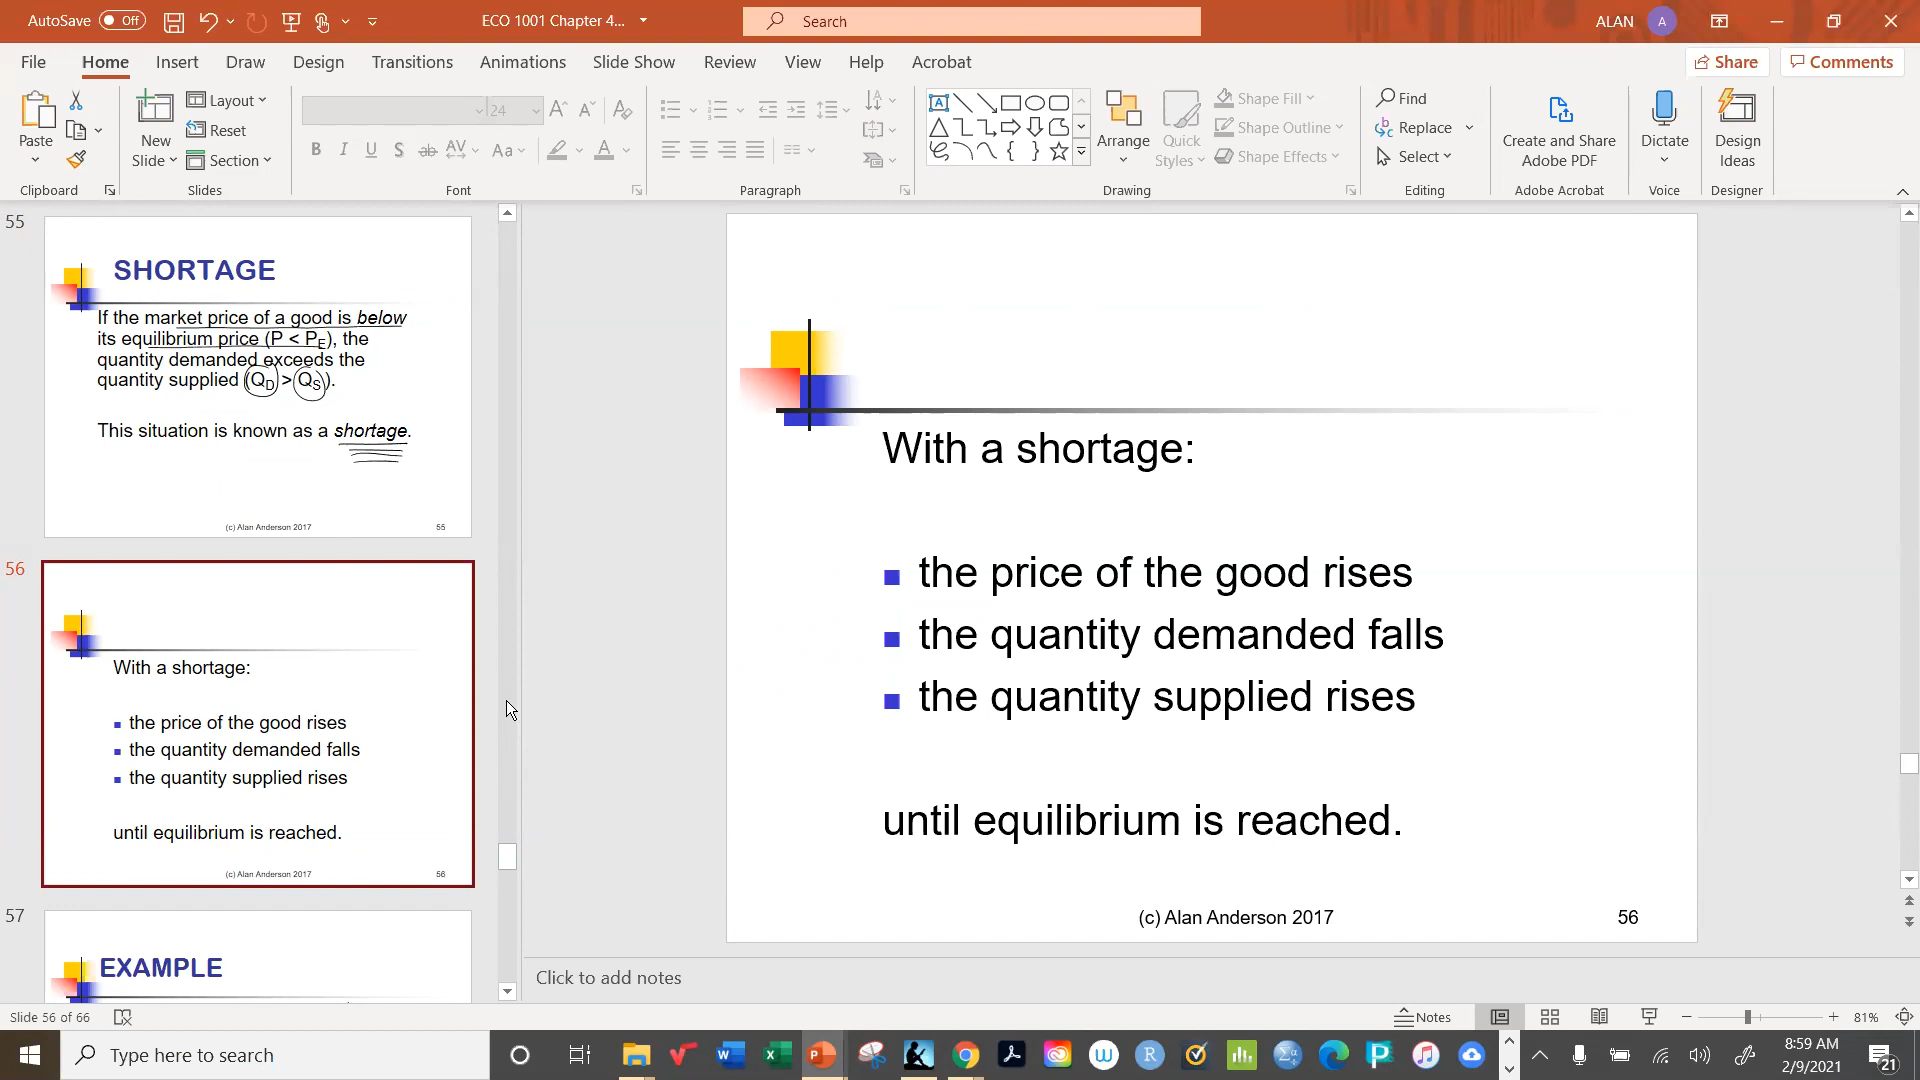 AutoSave Off
ECO 1001 Chapter 4...
Search
ALAN A
File Home Insert Draw Design Transitions Animations Slide Show Review View Help Acrobat
Share Comments
Paste
New Slide
Layout
Reset
Section
24
B I U S ab AV Aa A
Arrange
Quick Styles
Shape Fill
Shape Outline
Shape Effects
Find
Replace
Select
Create and Share Adobe PDF
Dictate
Design Ideas
Clipboard Slides Font Paragraph Drawing Editing Adobe Acrobat Voice Designer
55
SHORTAGE
If the market price of a good is below
its equilibrium price (P < PE), the
quantity demanded exceeds the
quantity supplied (QD > QS).
This situation is known as a shortage.
(c) Alan Anderson 2017 55
56
With a shortage:
the price of the good rises
the quantity demanded falls
the quantity supplied rises
until equilibrium is reached.
(c) Alan Anderson 2017 56
57
EXAMPLE
With a shortage:
the price of the good rises
the quantity demanded falls
the quantity supplied rises
until equilibrium is reached.
(c) Alan Anderson 2017 56
Click to add notes
Slide 56 of 66
Notes
81%
Type here to search
8:59 AM
2/9/2021
21